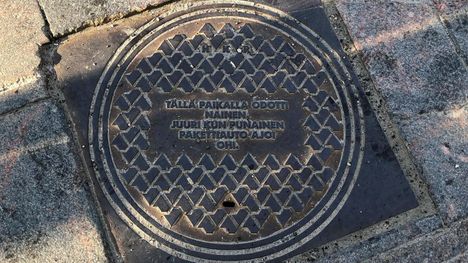 TÄLLÄ PAIKALLA ODOTTI
NAINEN,
JUURI KUN PUNAINEN
PAKETTIAUTO AJOI
OHI.